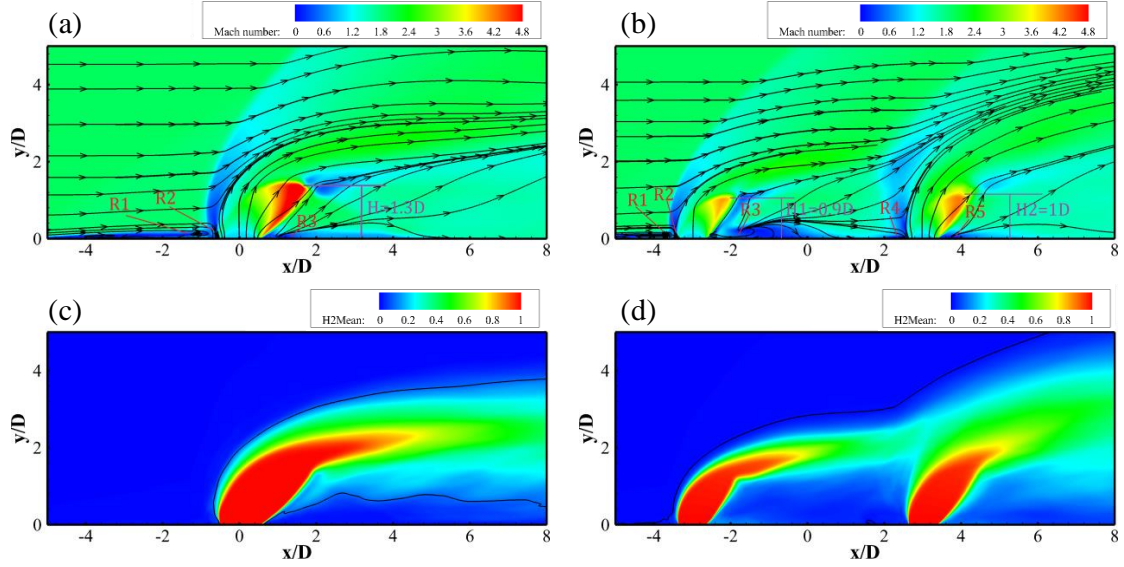 (a)
Mach number: 0 0.6 1.2 1.8 2.4 3 3.6 4.2 4.8
y/D
4
2
0
R1
R2
R3
H=1.3D
-4 -2 0 2 4 6 8
x/D
(b)
Mach number: 0 0.6 1.2 1.8 2.4 3 3.6 4.2 4.8
y/D
4
2
0
R1
R2
R3
H1=0.9D
R4
R5
H2=1D
-4 -2 0 2 4 6 8
x/D
(c)
H2Mean: 0 0.2 0.4 0.6 0.8 1
y/D
4
2
0
-4 -2 0 2 4 6 8
x/D
(d)
H2Mean: 0 0.2 0.4 0.6 0.8 1
y/D
4
2
0
-4 -2 0 2 4 6 8
x/D